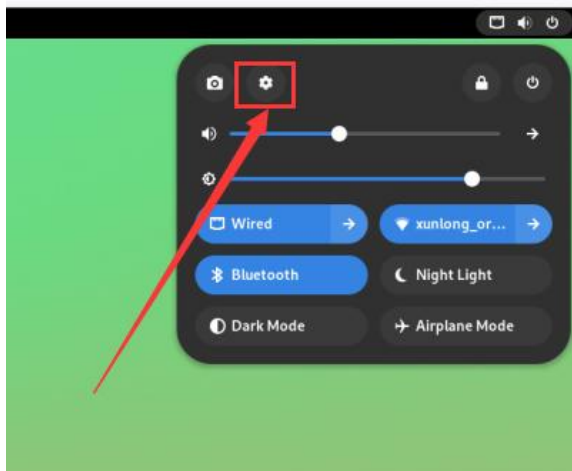 Wired
xunlong_or...
Bluetooth
Night Light
Dark Mode
Airplane Mode